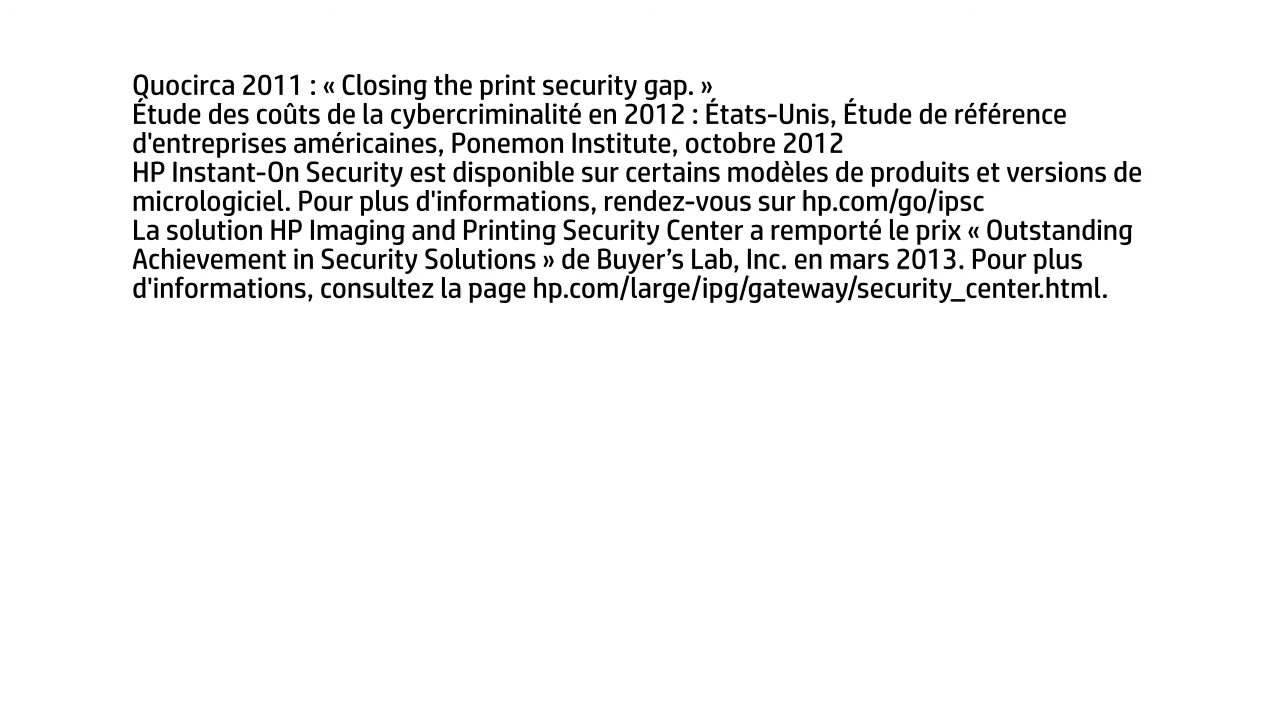 Quocirca 2011 : « Closing the print security gap. »
Étude des coûts de la cybercriminalité en 2012 : États-Unis, Étude de référence
d'entreprises américaines, Ponemon Institute, octobre 2012
HP Instant-On Security est disponible sur certains modèles de produits et versions de
micrologiciel. Pour plus d'informations, rendez-vous sur hp.com/go/ipsc
La solution HP Imaging and Printing Security Center a remporté le prix « Outstanding
Achievement in Security Solutions » de Buyer’s Lab, Inc. en mars 2013. Pour plus
d'informations, consultez la page hp.com/large/ipg/gateway/security_center.html.